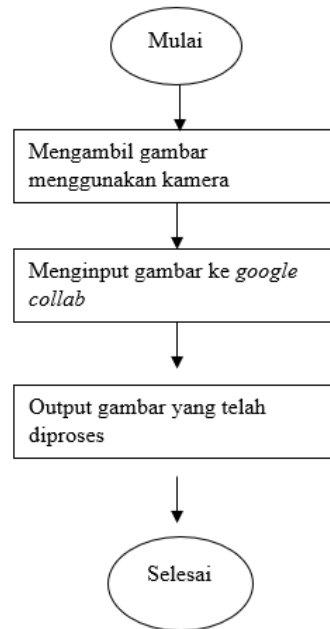 Mulai
Mengambil gambar
menggunakan kamera
Menginput gambar ke google
collab
Output gambar yang telah
diproses
Selesai